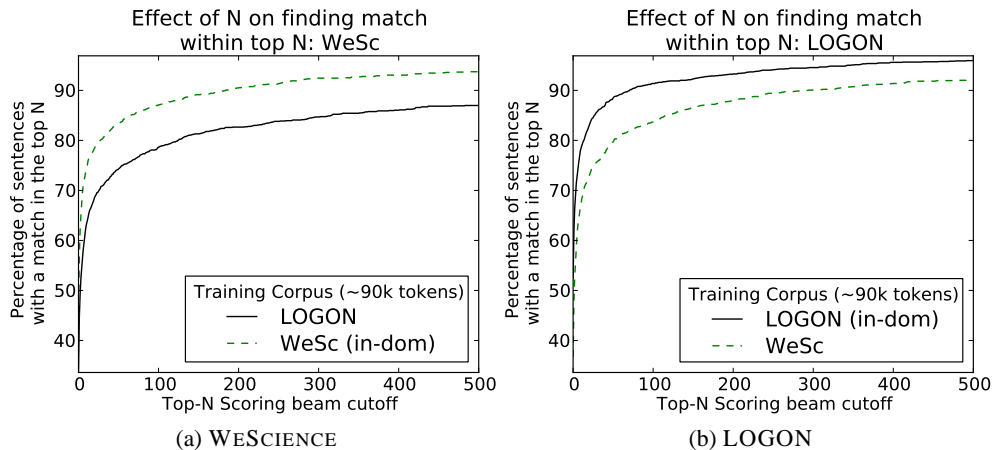 Effect of N on finding match
within top N: WeSc
Percentage of sentences
with a match in the top N
90
80
70
60
50
40
Training Corpus (~90k tokens)
LOGON
WeSc (in-dom)
0 100 200 300 400 500
Top-N Scoring beam cutoff
(a) WESCIENCE
Effect of N on finding match
within top N: LOGON
Percentage of sentences
with a match in the top N
90
80
70
60
50
40
Training Corpus (~90k tokens)
LOGON (in-dom)
WeSc
0 100 200 300 400 500
Top-N Scoring beam cutoff
(b) LOGON